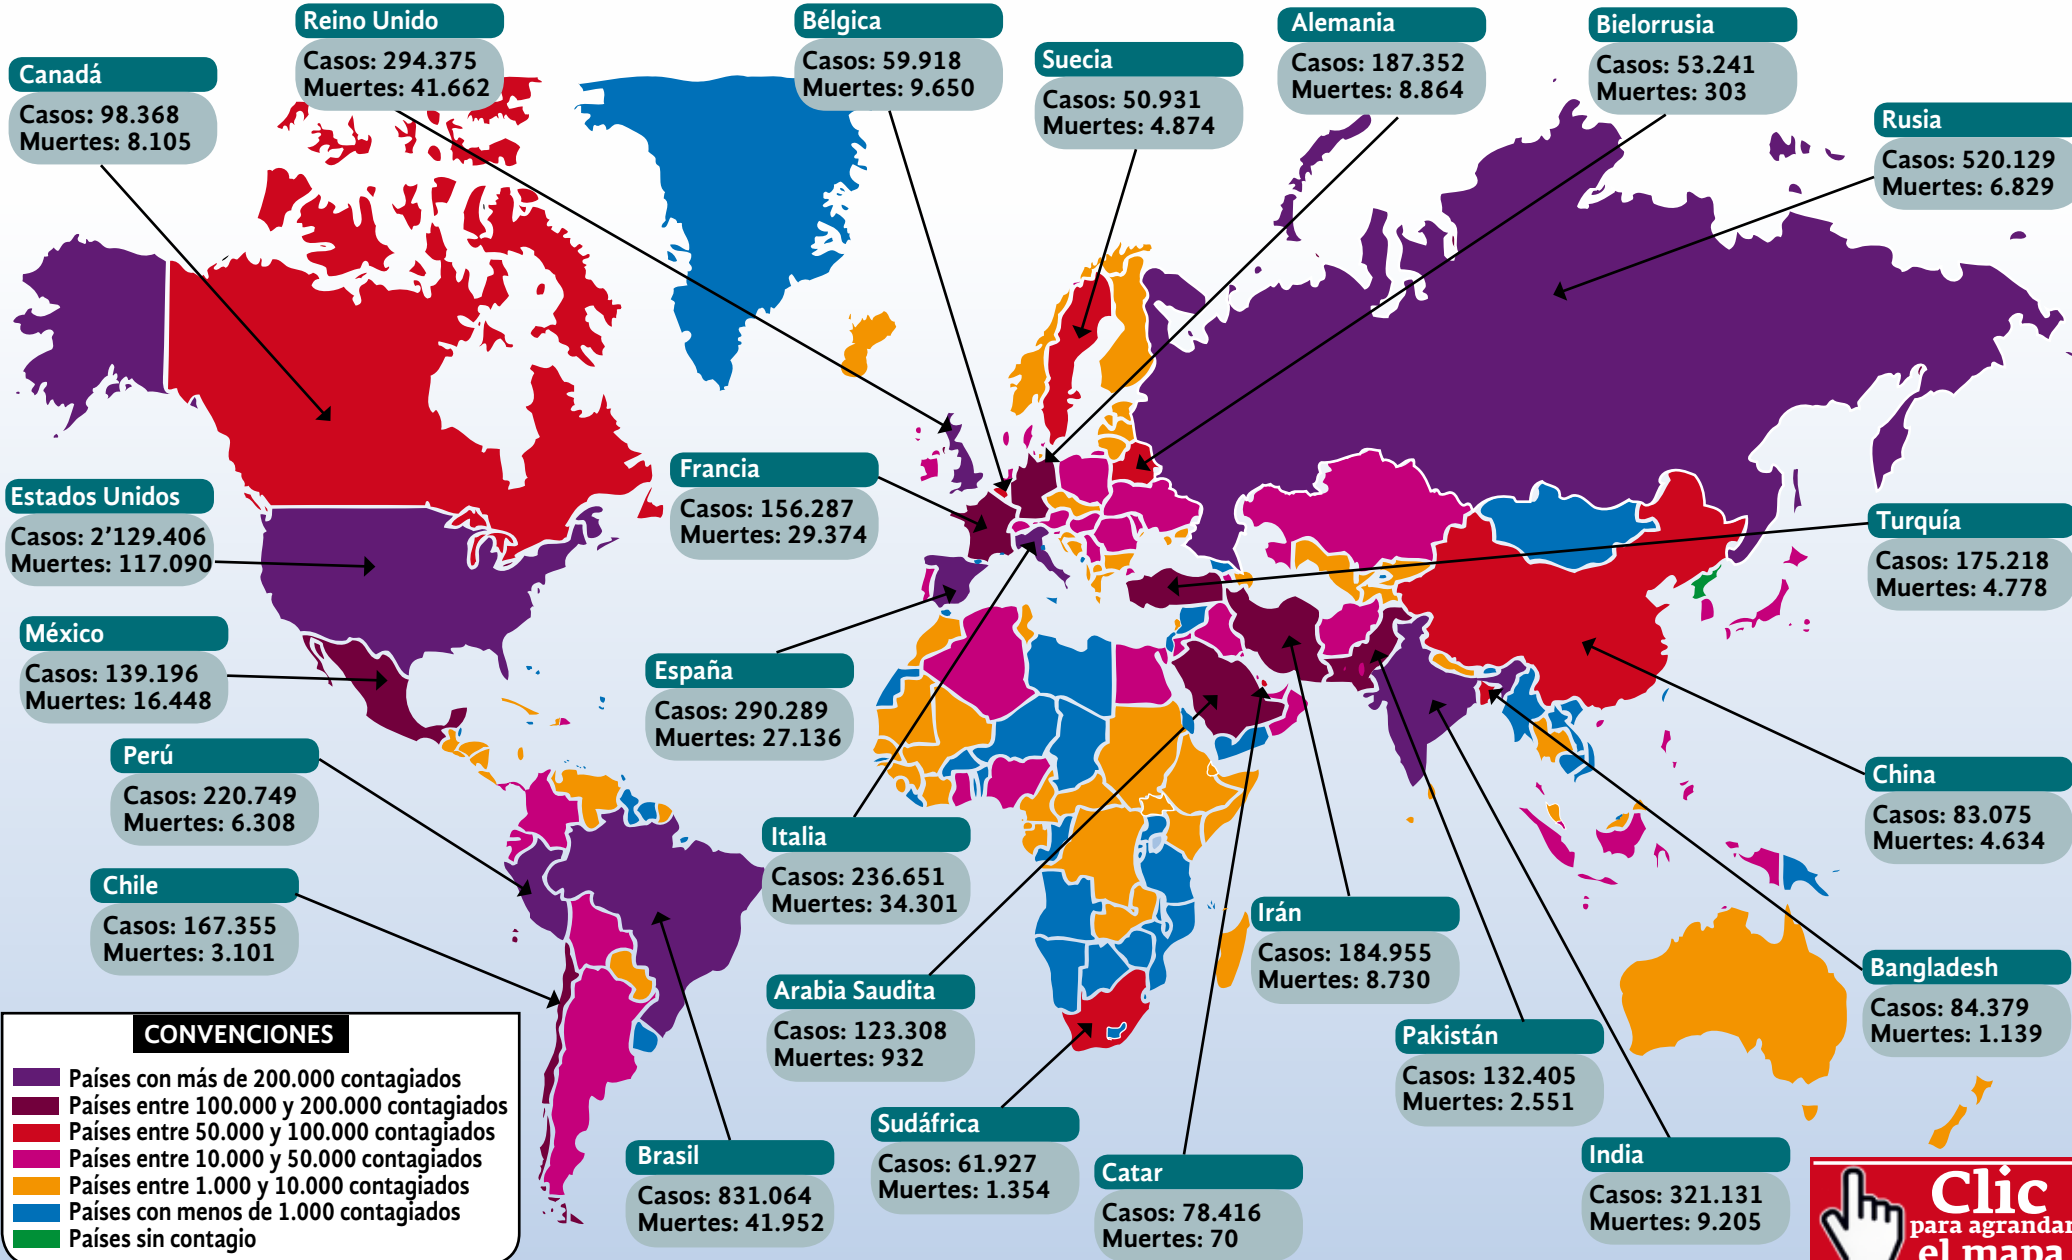 Reino Unido
Casos: 294.375
Muertes: 41.662
Bélgica
Casos: 59.918
Muertes: 9.650
Alemania
Casos: 187.352
Muertes: 8.864
Bielorrusia
Casos: 53.241
Muertes: 303
Canadá
Casos: 98.368
Muertes: 8.105
Suecia
Casos: 50.931
Muertes: 4.874
Rusia
Casos: 520.129
Muertes: 6.829
Estados Unidos
Casos: 2’129.406
Muertes: 117.090
Francia
Casos: 156.287
Muertes: 29.374
Turquía
Casos: 175.218
Muertes: 4.778
México
Casos: 139.196
Muertes: 16.448
España
Casos: 290.289
Muertes: 27.136
Perú
Casos: 220.749
Muertes: 6.308
Italia
Casos: 236.651
Muertes: 34.301
China
Casos: 83.075
Muertes: 4.634
Chile
Casos: 167.355
Muertes: 3.101
Irán
Casos: 184.955
Muertes: 8.730
Arabia Saudita
Casos: 123.308
Muertes: 932
Bangladesh
Casos: 84.379
Muertes: 1.139
Pakistán
Casos: 132.405
Muertes: 2.551
Sudáfrica
Casos: 61.927
Muertes: 1.354
Brasil
Casos: 831.064
Muertes: 41.952
Catar
Casos: 78.416
Muertes: 70
India
Casos: 321.131
Muertes: 9.205
CONVENCIONES
Países con más de 200.000 contagiados
Países entre 100.000 y 200.000 contagiados
Países entre 50.000 y 100.000 contagiados
Países entre 10.000 y 50.000 contagiados
Países entre 1.000 y 10.000 contagiados
Países con menos de 1.000 contagiados
Países sin contagio
Clic
para agrandar
el mapa